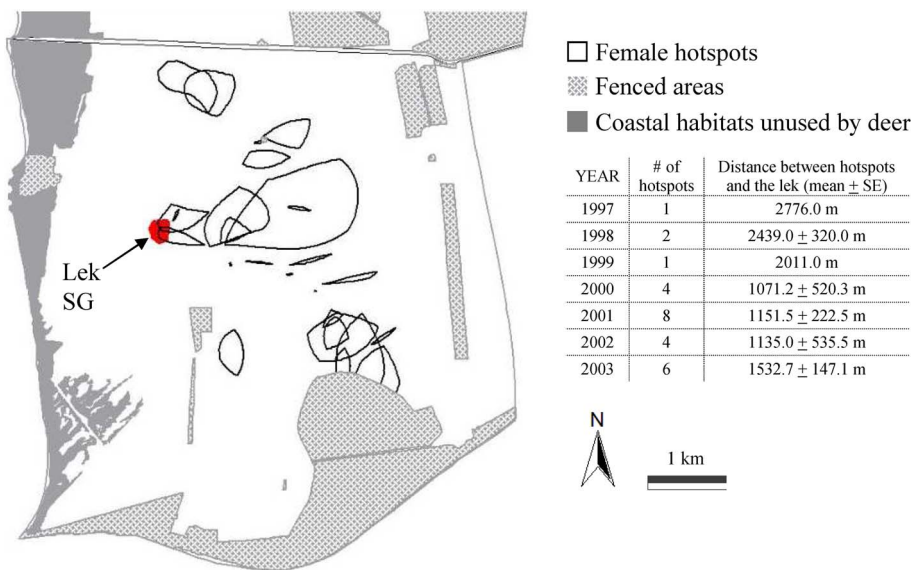 Female hotspots
Fenced areas
Coastal habitats unused by deer
Lek
SG
YEAR # of hotspots Distance between hotspots and the lek (mean ± SE)
1997 1 2776.0 m
1998 2 2439.0 ± 320.0 m
1999 1 2011.0 m
2000 4 1071.2 ± 520.3 m
2001 8 1151.5 ± 222.5 m
2002 4 1135.0 ± 535.5 m
2003 6 1532.7 ± 147.1 m
N
1 km